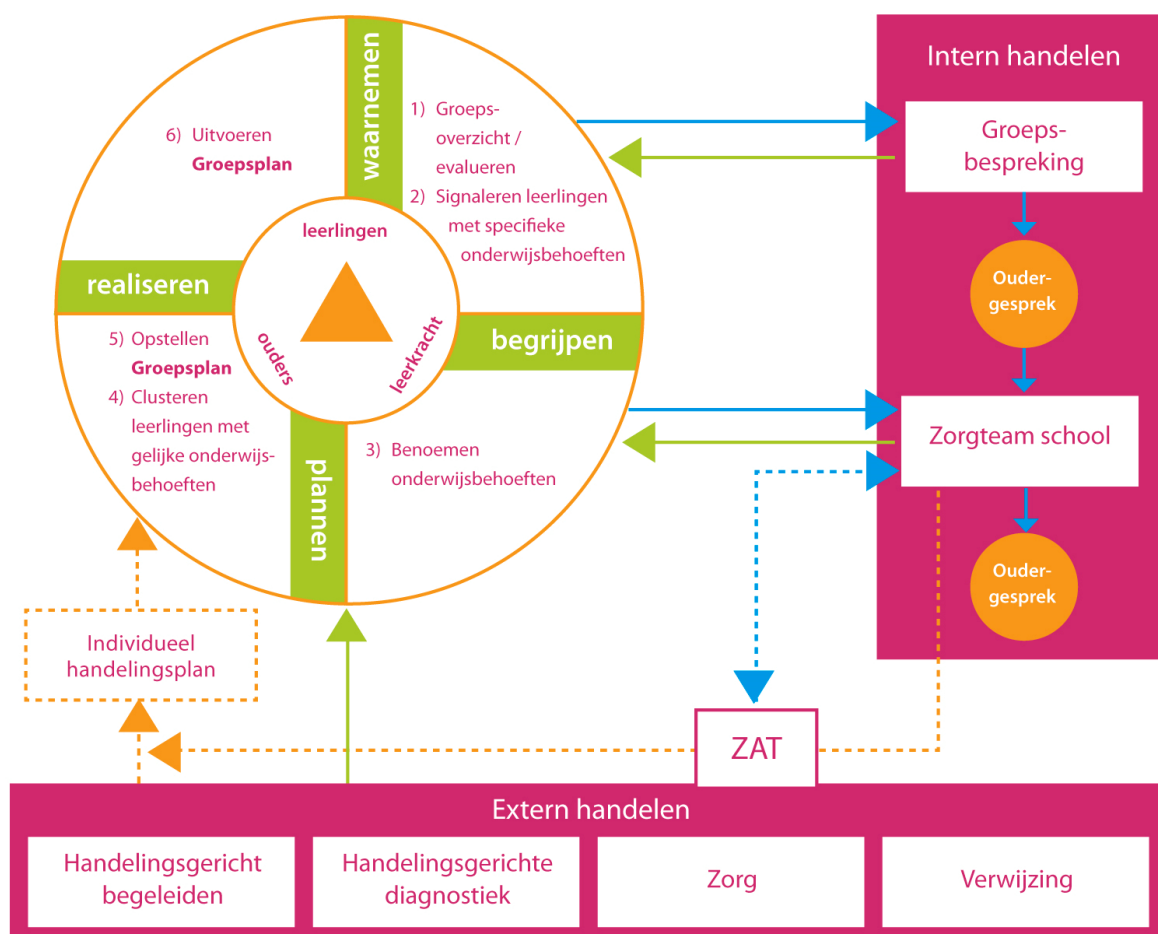 waarnemen
1) Groeps-
overzicht /
evalueren
2) Signaleren leerlingen
met specifieke
onderwijsbehoeften
begrijpen
3) Benoemen
onderwijsbehoeften
plannen
5) Opstellen
Groepsplan
4) Clusteren
leerlingen met
gelijke onderwijs-
behoeften
realiseren
6) Uitvoeren
Groepsplan
leerlingen
ouders
leerkracht
Intern handelen
Groeps-
bespreking
Ouder-
gesprek
Zorgteam school
Ouder-
gesprek
Individueel
handelingsplan
ZAT
Extern handelen
Handelingsgericht
begeleiden
Handelingsgerichte
diagnostiek
Zorg
Verwijzing